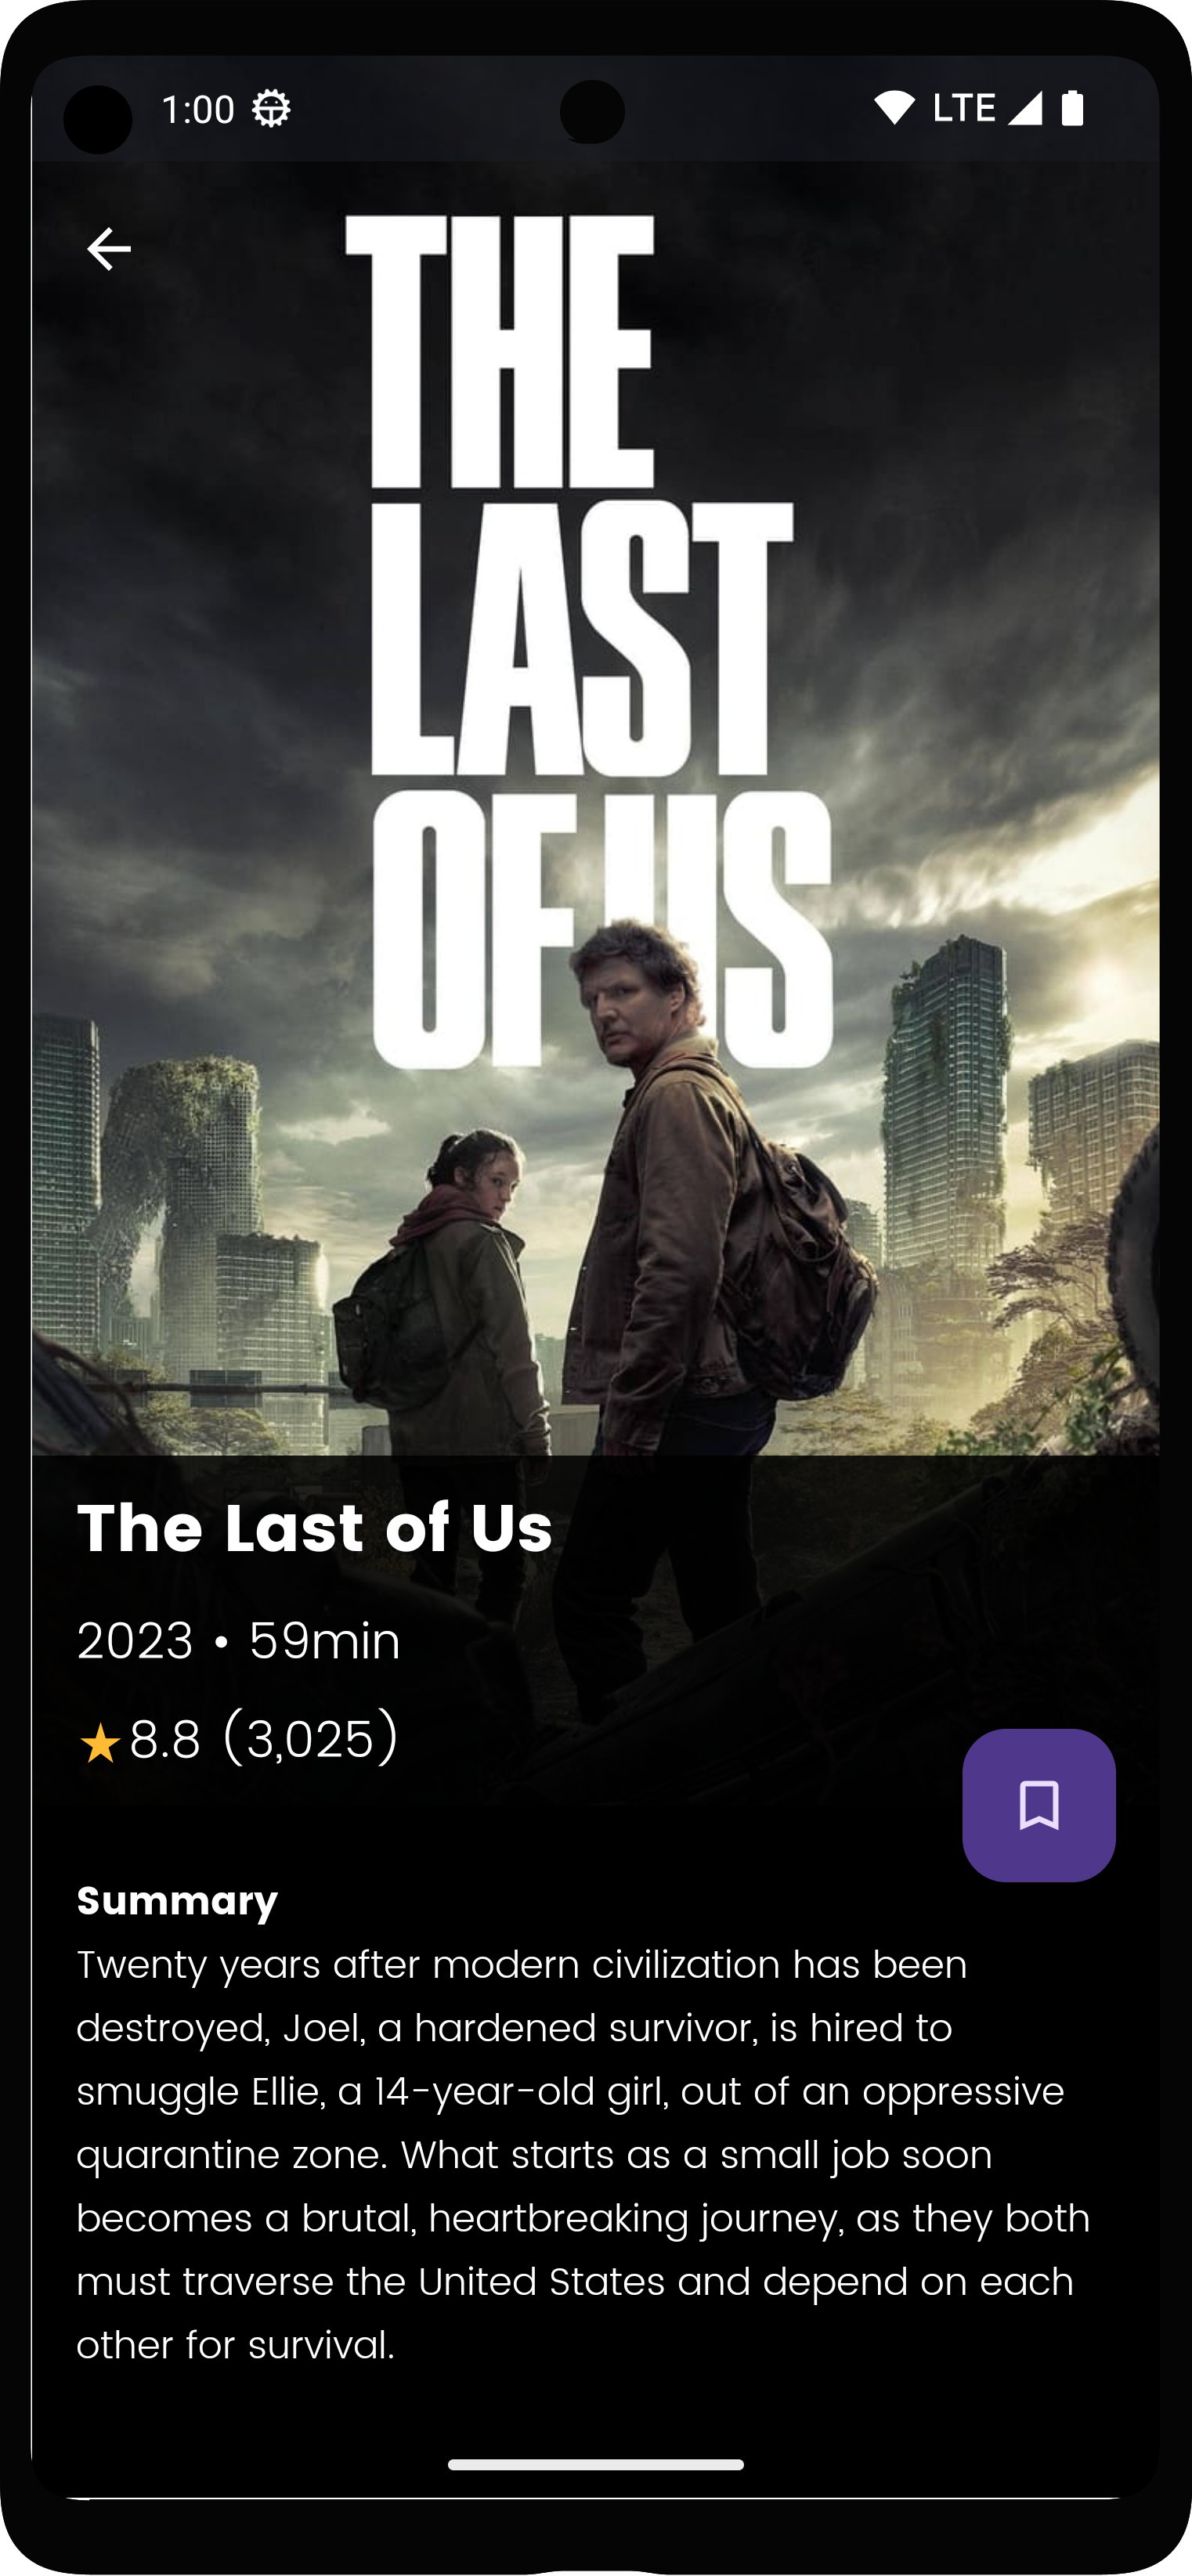 1:00 LTE
THE
LAST
OF US
The Last of Us
2023 • 59min
8.8 (3,025)
Summary
Twenty years after modern civilization has been
destroyed, Joel, a hardened survivor, is hired to
smuggle Ellie, a 14-year-old girl, out of an oppressive
quarantine zone. What starts as a small job soon
becomes a brutal, heartbreaking journey, as they both
must traverse the United States and depend on each
other for survival.